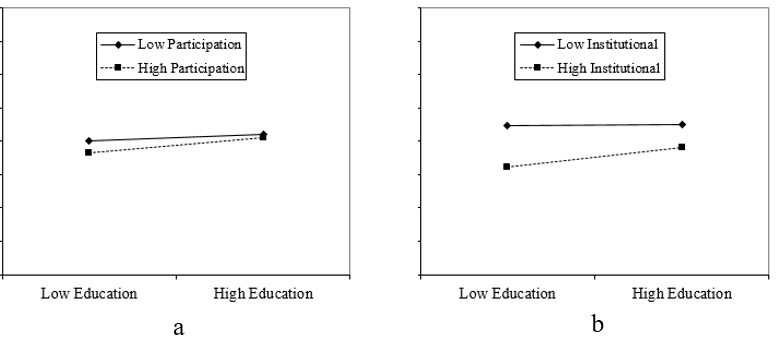 Low Participation
High Participation
Low Education
High Education
a
Low Institutional
High Institutional
Low Education
High Education
b